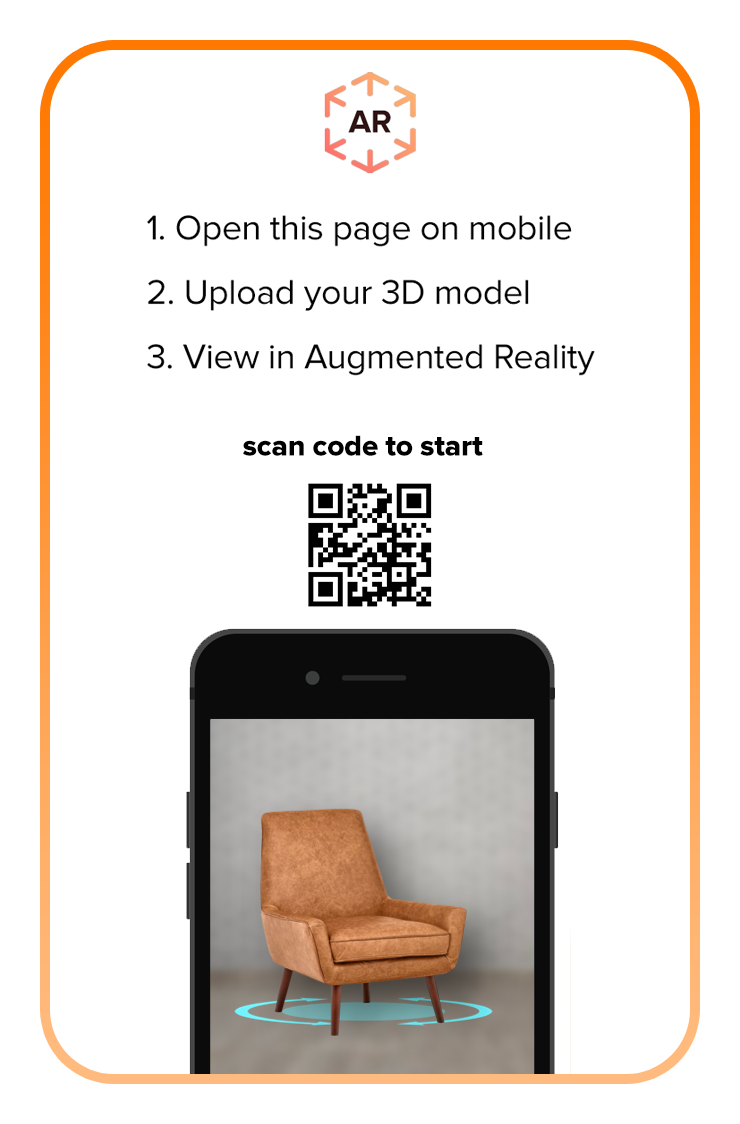 AR
1. Open this page on mobile
2. Upload your 3D model
3. View in Augmented Reality
scan code to start